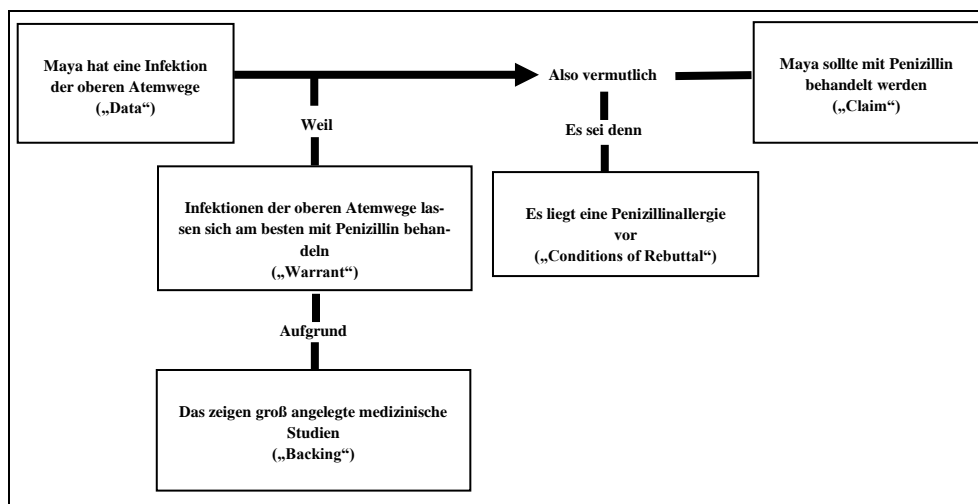 Maya hat eine Infektion
der oberen Atemwege
(„Data“)
Also vermutlich
Maya sollte mit Penizillin
behandelt werden
(„Claim“)
Weil
Es sei denn
Infektionen der oberen Atemwege las-
sen sich am besten mit Penizillin behan-
deln
(„Warrant“)
Es liegt eine Penizillinallergie
vor
(„Conditions of Rebuttal“)
Aufgrund
Das zeigen groß angelegte medizinische
Studien
(„Backing“)